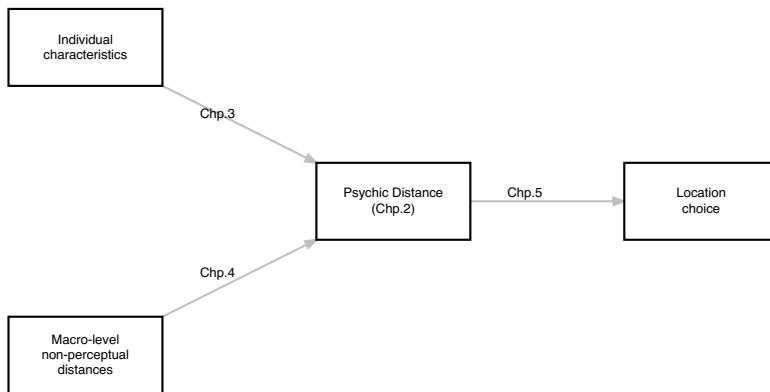 Individual
characteristics
Chp.3
Psychic Distance
(Chp.2)
Chp.5
Location
choice
Chp.4
Macro-level
non-perceptual
distances